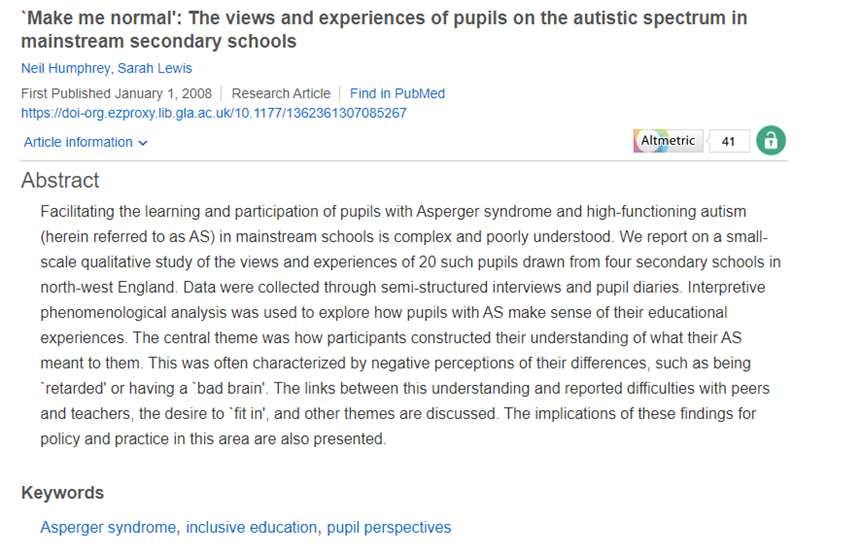 `Make me normal': The views and experiences of pupils on the autistic spectrum in
mainstream secondary schools
Neil Humphrey, Sarah Lewis
First Published January 1, 2008 | Research Article | Find in PubMed
https://doi-org.ezproxy.lib.gla.ac.uk/10.1177/1362361307085267
Article information
Altmetric 41
Abstract
Facilitating the learning and participation of pupils with Asperger syndrome and high-functioning autism
(herein referred to as AS) in mainstream schools is complex and poorly understood. We report on a small-
scale qualitative study of the views and experiences of 20 such pupils drawn from four secondary schools in
north-west England. Data were collected through semi-structured interviews and pupil diaries. Interpretive
phenomenological analysis was used to explore how pupils with AS make sense of their educational
experiences. The central theme was how participants constructed their understanding of what their AS
meant to them. This was often characterized by negative perceptions of their differences, such as being
`retarded' or having a `bad brain'. The links between this understanding and reported difficulties with peers
and teachers, the desire to `fit in', and other themes are discussed. The implications of these findings for
policy and practice in this area are also presented.
Keywords
Asperger syndrome, inclusive education, pupil perspectives